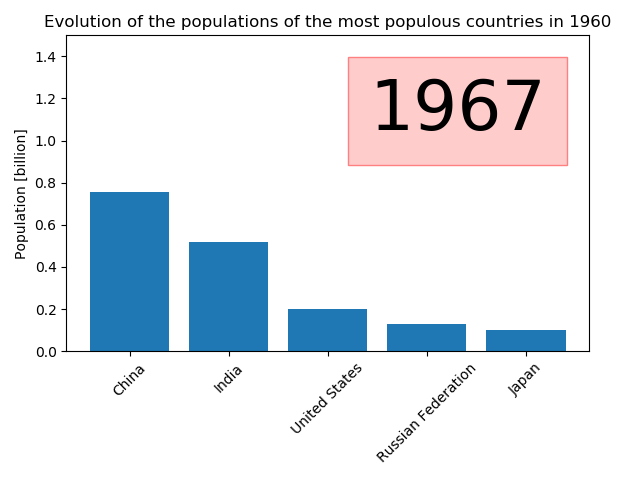 Evolution of the populations of the most populous countries in 1960
1967
Population [billion]
1.4
1.2
1.0
0.8
0.6
0.4
0.2
0.0
China
India
United States
Russian Federation
Japan